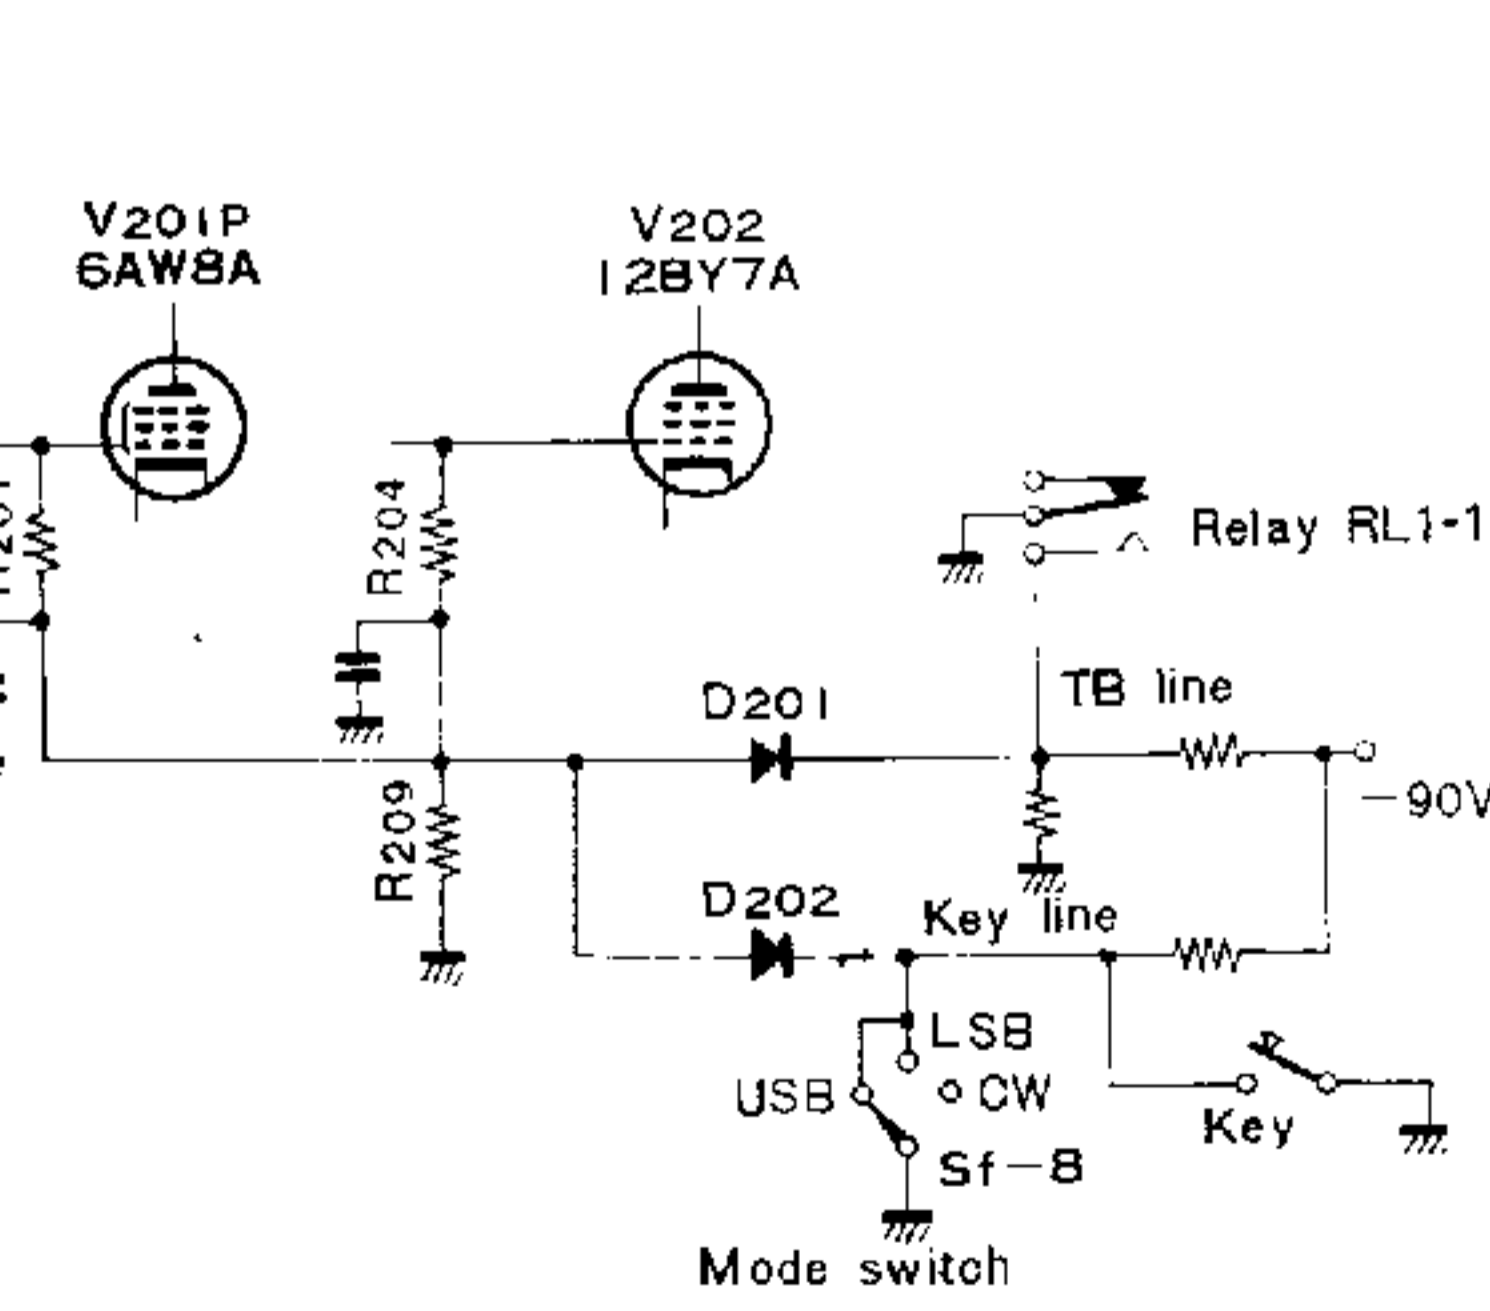 V201P
6AW8A
V202
12BY7A
R204
Relay RL1-1
TB line
D201
-90V
R209
D202
Key line
LSB
USB
CW
Key
Sf-8
Mode switch